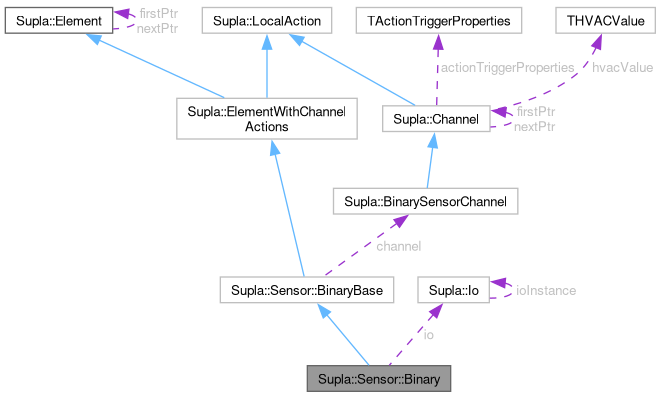 Supla::Element
firstPtr
nextPtr
Supla::LocalAction
TActionTriggerProperties
THVACValue
actionTriggerProperties
hvacValue
Supla::ElementWithChannel
Actions
Supla::Channel
firstPtr
nextPtr
Supla::BinarySensorChannel
channel
Supla::Sensor::BinaryBase
Supla::Io
ioInstance
io
Supla::Sensor::Binary